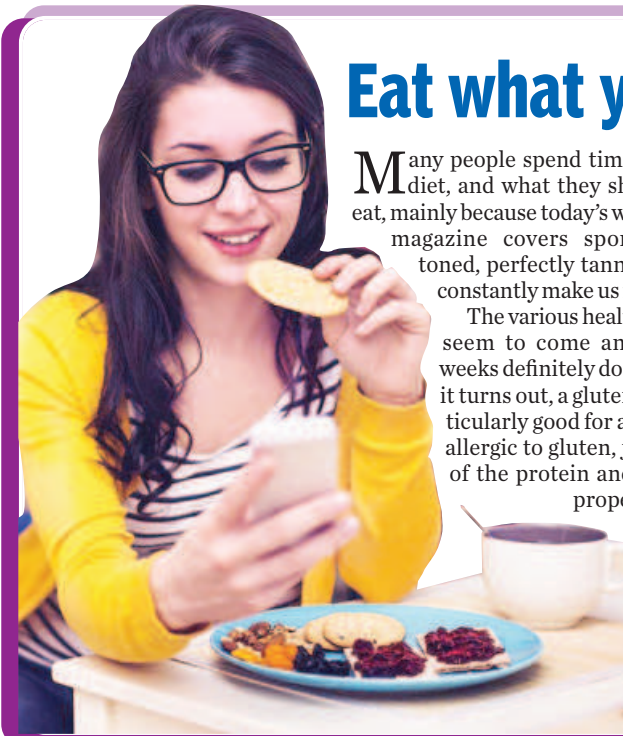 Eat what y
Many people spend tim
diet, and what they sh
eat, mainly because today's w
magazine covers spor
toned, perfectly tann
constantly make us
The various heal
seem to come an
weeks definitely do
it turns out, a gluten
ticularly good for a
allergic to gluten, j
of the protein and
prope